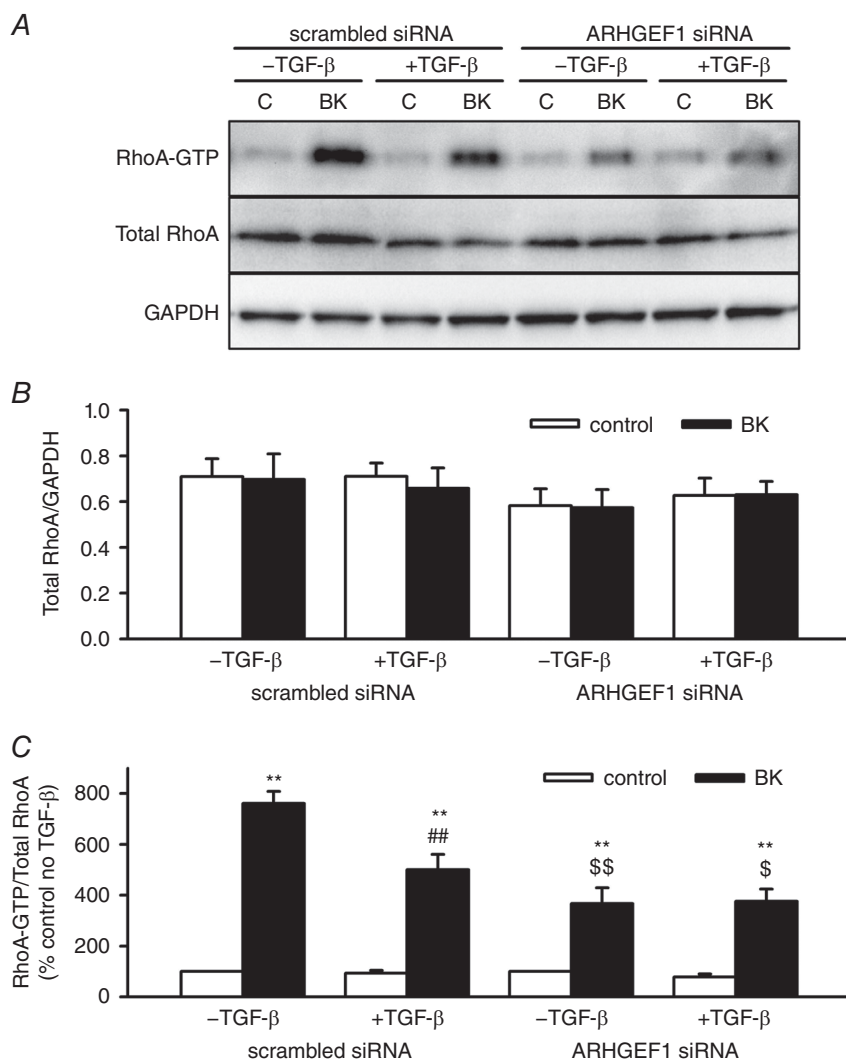 A
scrambled siRNA ARHGEF1 siRNA
–TGF-β +TGF-β –TGF-β +TGF-β
C BK C BK C BK C BK
RhoA-GTP
Total RhoA
GAPDH
B
Total RhoA/GAPDH
1.0
0.8
0.6
0.4
0.2
0.0
control BK
–TGF-β +TGF-β –TGF-β +TGF-β
scrambled siRNA ARHGEF1 siRNA
C
RhoA-GTP/Total RhoA
(% control no TGF-β)
800
600
400
200
0
control BK
**
**
##
**
$$
**
$
–TGF-β +TGF-β –TGF-β +TGF-β
scrambled siRNA ARHGEF1 siRNA